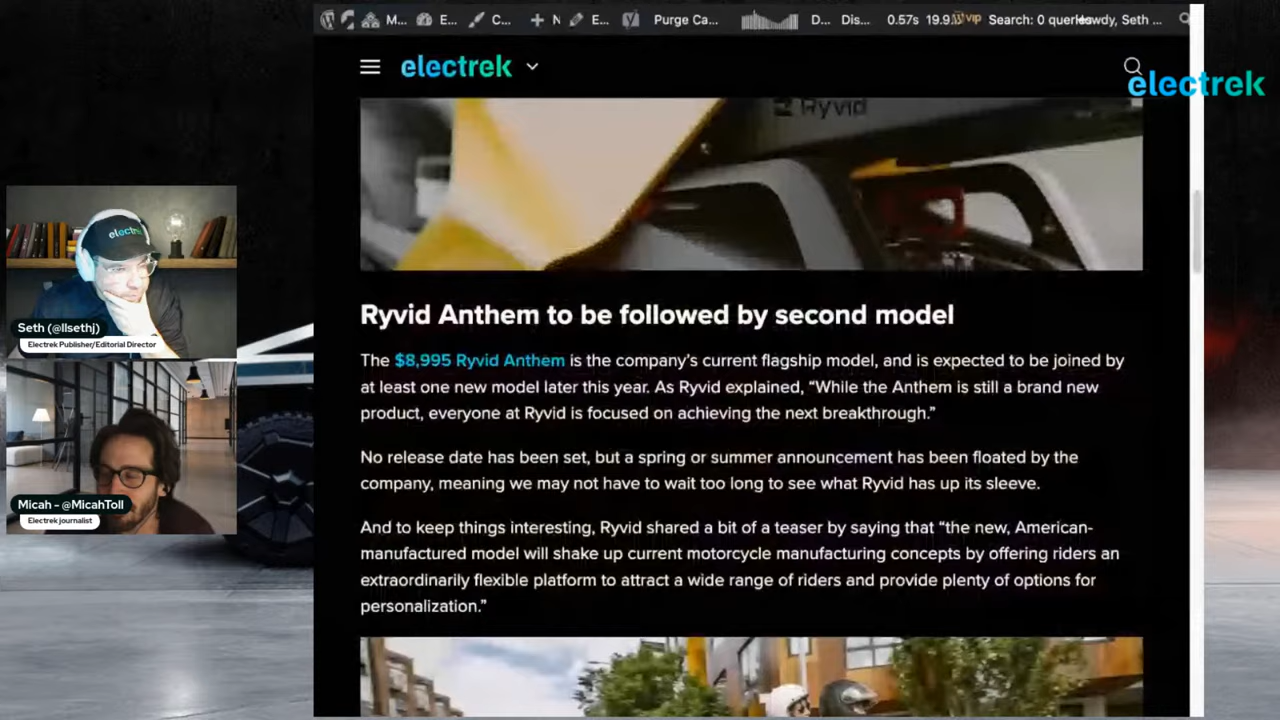 M...
E...
C...
N
E...
Purge Ca...
D...
Dis...
0.57s
19.9
VIP
Search: 0 queries
Howdy, Seth ...
electrek
electrek
Ryvid
electrek
Seth (@llsethj)
Electrek Publisher/Editorial Director
Micah - @MicahToll
Electrek journalist
Ryvid Anthem to be followed by second model
The $8,995 Ryvid Anthem is the company’s current flagship model, and is expected to be joined by
at least one new model later this year. As Ryvid explained, “While the Anthem is still a brand new
product, everyone at Ryvid is focused on achieving the next breakthrough.”
No release date has been set, but a spring or summer announcement has been floated by the
company, meaning we may not have to wait too long to see what Ryvid has up its sleeve.
And to keep things interesting, Ryvid shared a bit of a teaser by saying that “the new, American-
manufactured model will shake up current motorcycle manufacturing concepts by offering riders an
extraordinarily flexible platform to attract a wide range of riders and provide plenty of options for
personalization.”